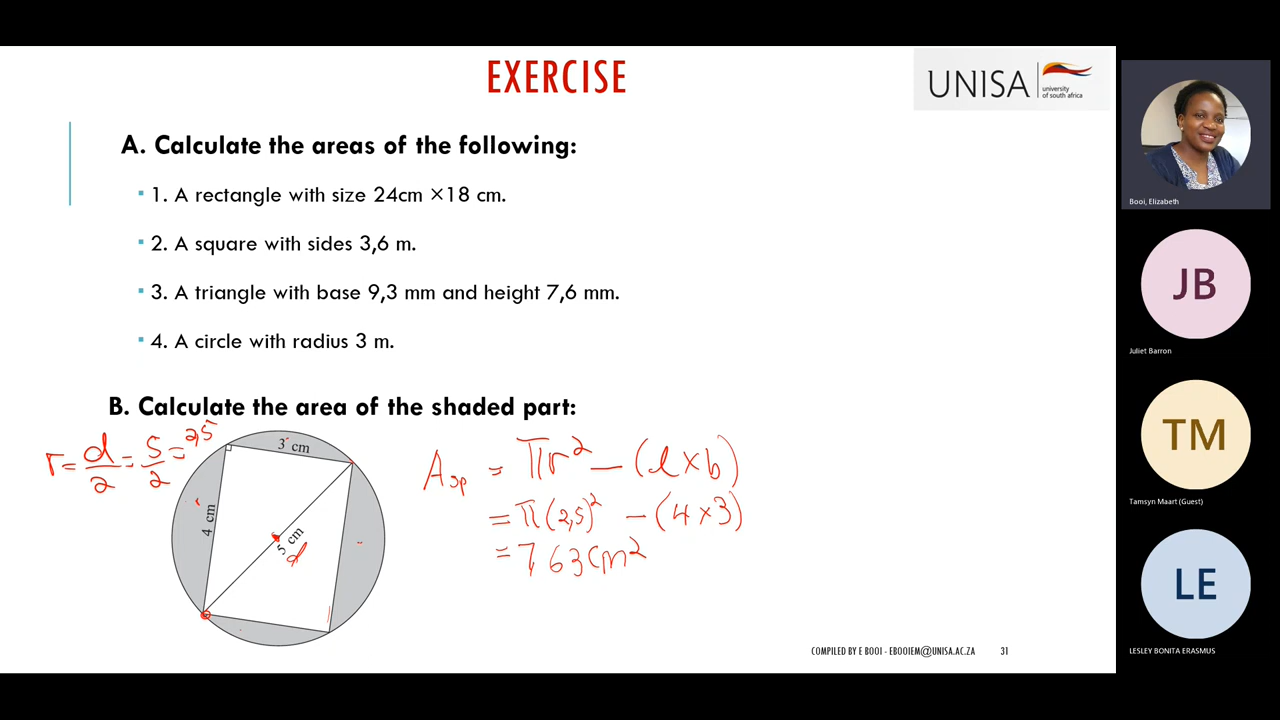 EXERCISE
UNISA
university
of south africa
A. Calculate the areas of the following:
1. A rectangle with size 24cm ×18 cm.
2. A square with sides 3,6 m.
3. A triangle with base 9,3 mm and height 7,6 mm.
4. A circle with radius 3 m.
B. Calculate the area of the shaded part:
r = d/2 = 5/2 = 2,5
3 cm
4 cm
5 cm
d
A_sp = πr² − (l × b)
= π(2,5)² − (4 × 3)
= 7,63cm²
COMPILED BY E BOOI - EBOOIEM@UNISA.AC.ZA
31
Booi, Elizabeth
JB
Juliet Barron
TM
Tamsyn Maart (Guest)
LE
LESLEY BONITA ERASMUS